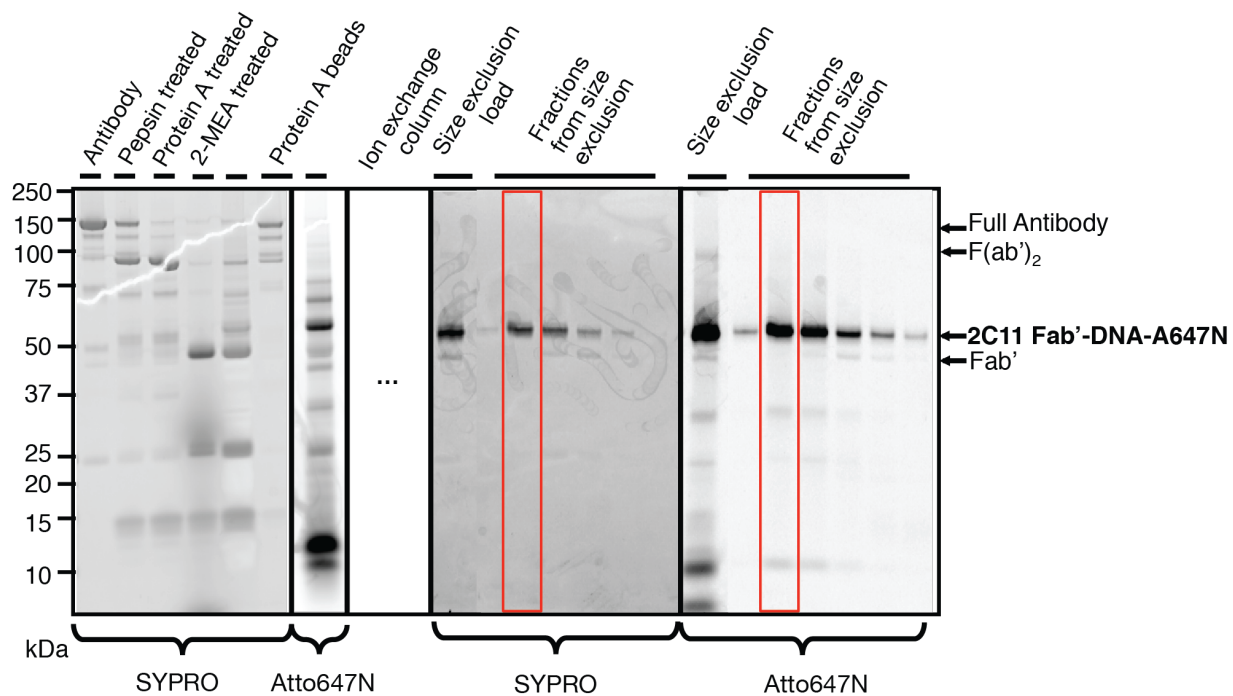 Antibody
Pepsin treated
Protein A treated
2-MEA treated
Protein A beads
Ion exchange
column
Size exclusion
load
Fractions
from size
exclusion
Size exclusion
load
Fractions
from size
exclusion
250
150
100
75
50
37
25
20
15
10
kDa
...
Full Antibody
F(ab')2
2C11 Fab'-DNA-A647N
Fab'
SYPRO
Atto647N
SYPRO
Atto647N